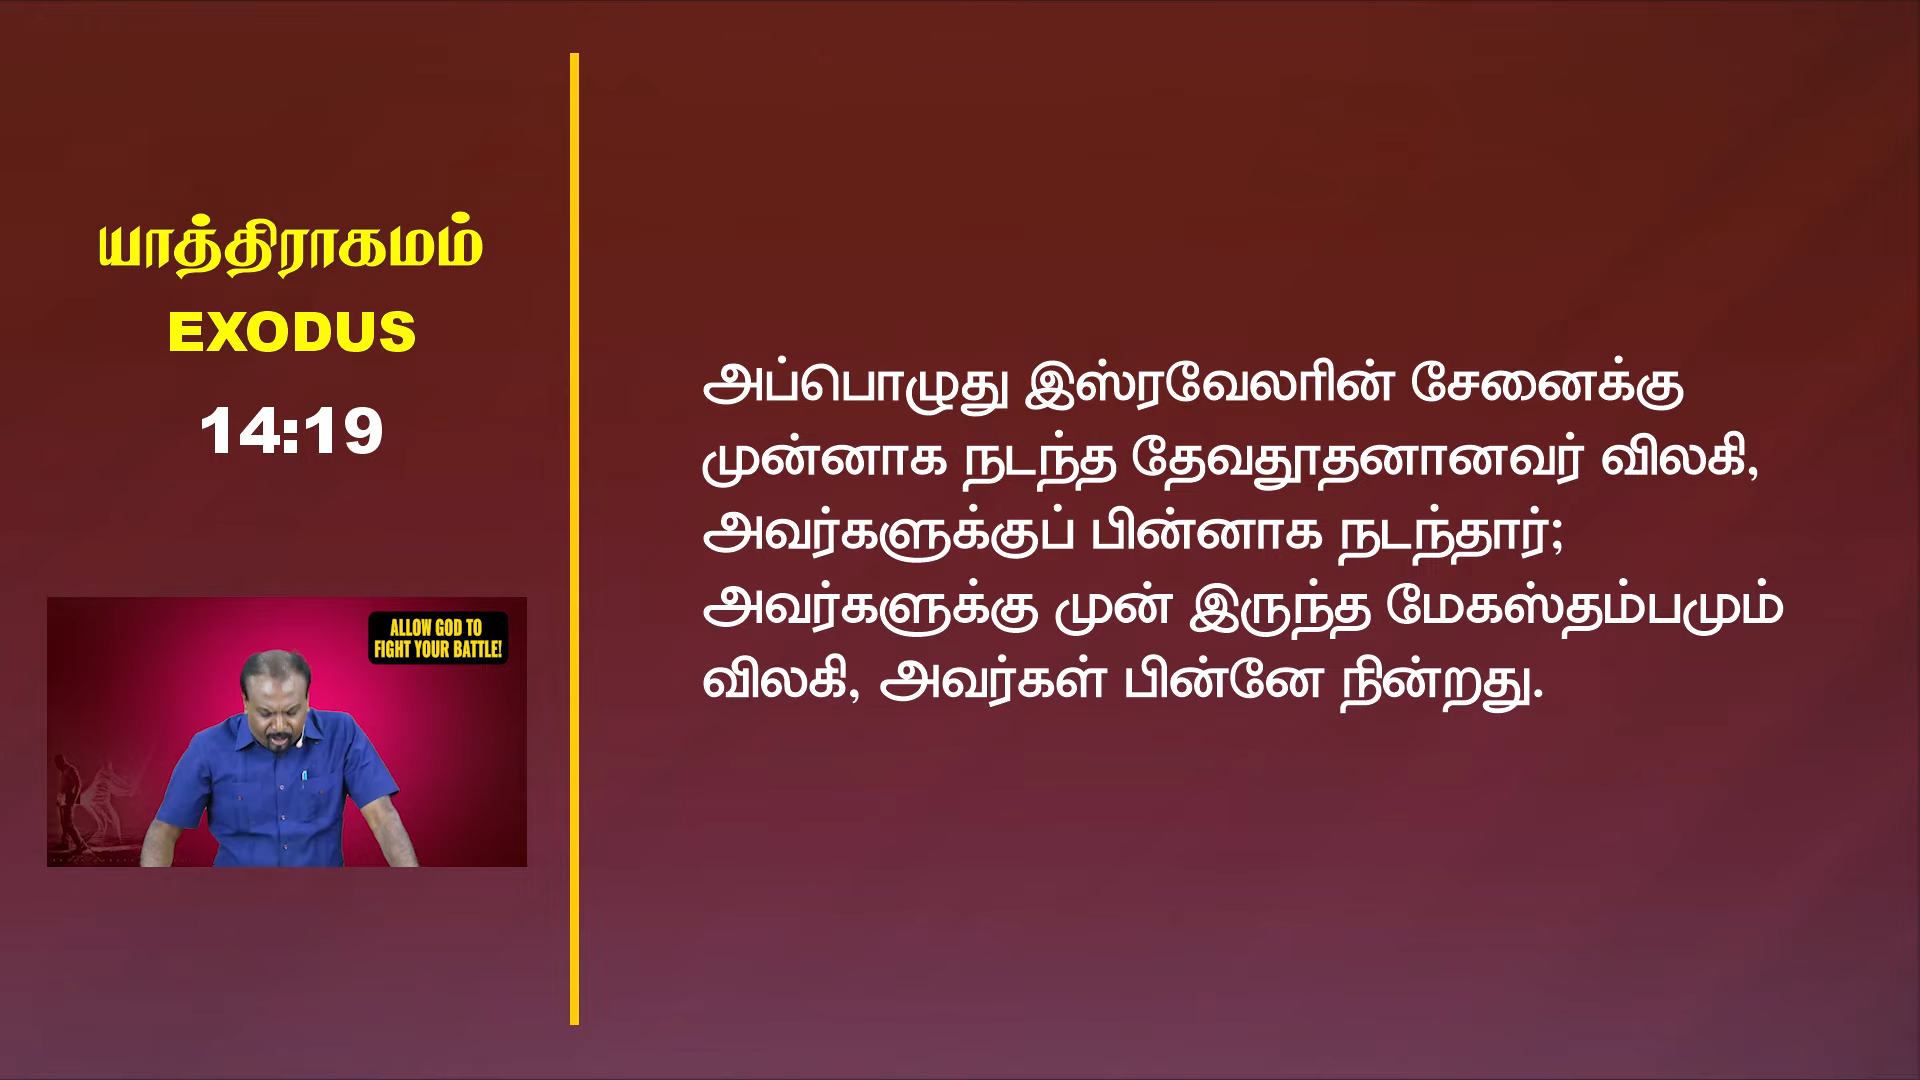 யாத்திராகமம்
EXODUS
14:19
ALLOW GOD TO
FIGHT YOUR BATTLE!
அப்பொழுது இஸ்ரவேலரின் சேனைக்கு
முன்னாக நடந்த தேவதூதனானவர் விலகி,
அவர்களுக்குப் பின்னாக நடந்தார்;
அவர்களுக்கு முன் இருந்த மேகஸ்தம்பமும்
விலகி, அவர்கள் பின்னே நின்றது.